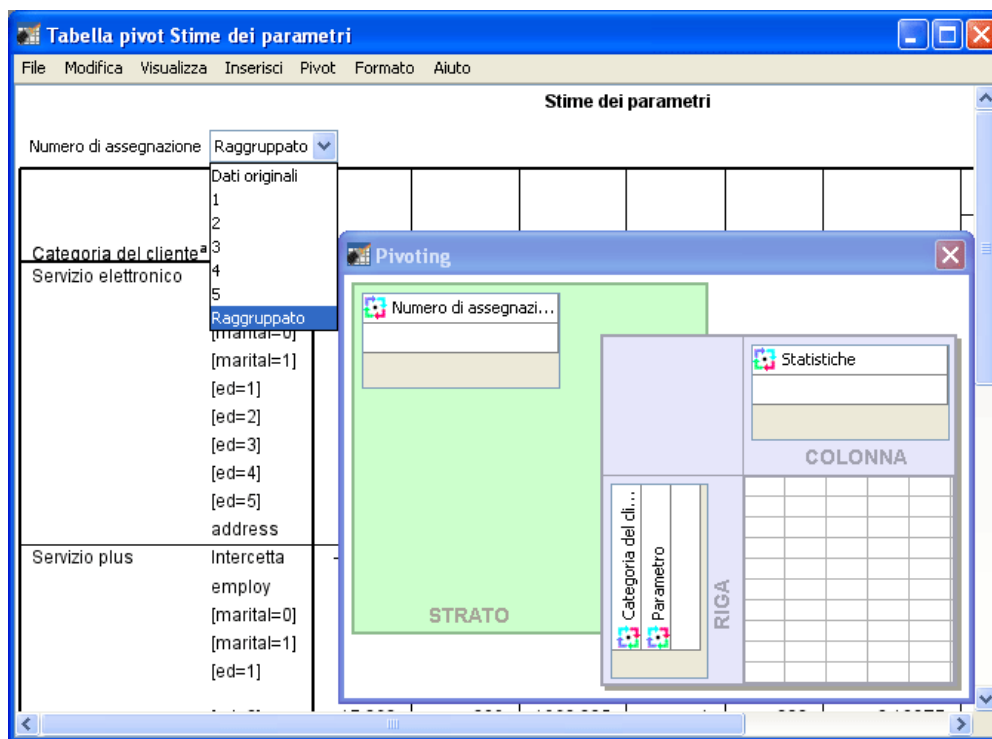 Tabella pivot Stime dei parametri
File Modifica Visualizza Inserisci Pivot Formato Aiuto
Stime dei parametri
Numero di assegnazione Raggruppato
Dati originali
1
2
3
4
5
Raggruppato
Categoria del clienteª
Servizio elettronico
[marital=0]
[marital=1]
[ed=1]
[ed=2]
[ed=3]
[ed=4]
[ed=5]
address
Servizio plus Intercetta
employ
[marital=0]
[marital=1]
[ed=1]
Pivoting
Numero di assegnazi...
Statistiche
COLONNA
Categoria del cli...
Parametro
RIGA
STRATO